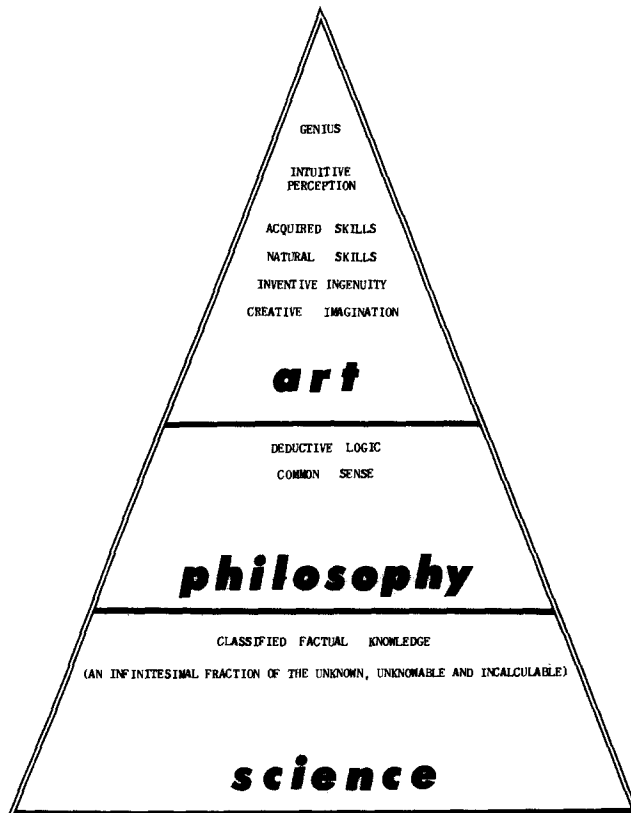 GENIUS
INTUITIVE
PERCEPTION
ACQUIRED SKILLS
NATURAL SKILLS
INVENTIVE INGENUITY
CREATIVE IMAGINATION
art
DEDUCTIVE LOGIC
COMMON SENSE
philosophy
CLASSIFIED FACTUAL KNOWLEDGE
(AN INFINITESIMAL FRACTION OF THE UNKNOWN, UNKNOWABLE AND INCALCULABLE)
science